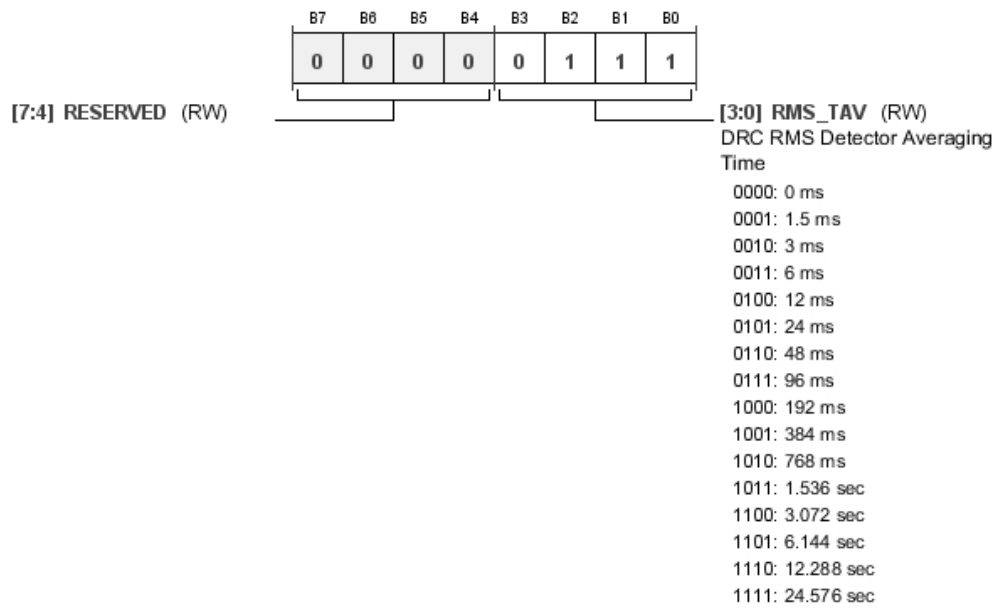 B7 B6 B5 B4 B3 B2 B1 B0
0 0 0 0 0 1 1 1
[7:4] RESERVED (RW)
[3:0] RMS_TAV (RW)
DRC RMS Detector Averaging
Time
0000: 0 ms
0001: 1.5 ms
0010: 3 ms
0011: 6 ms
0100: 12 ms
0101: 24 ms
0110: 48 ms
0111: 96 ms
1000: 192 ms
1001: 384 ms
1010: 768 ms
1011: 1.536 sec
1100: 3.072 sec
1101: 6.144 sec
1110: 12.288 sec
1111: 24.576 sec